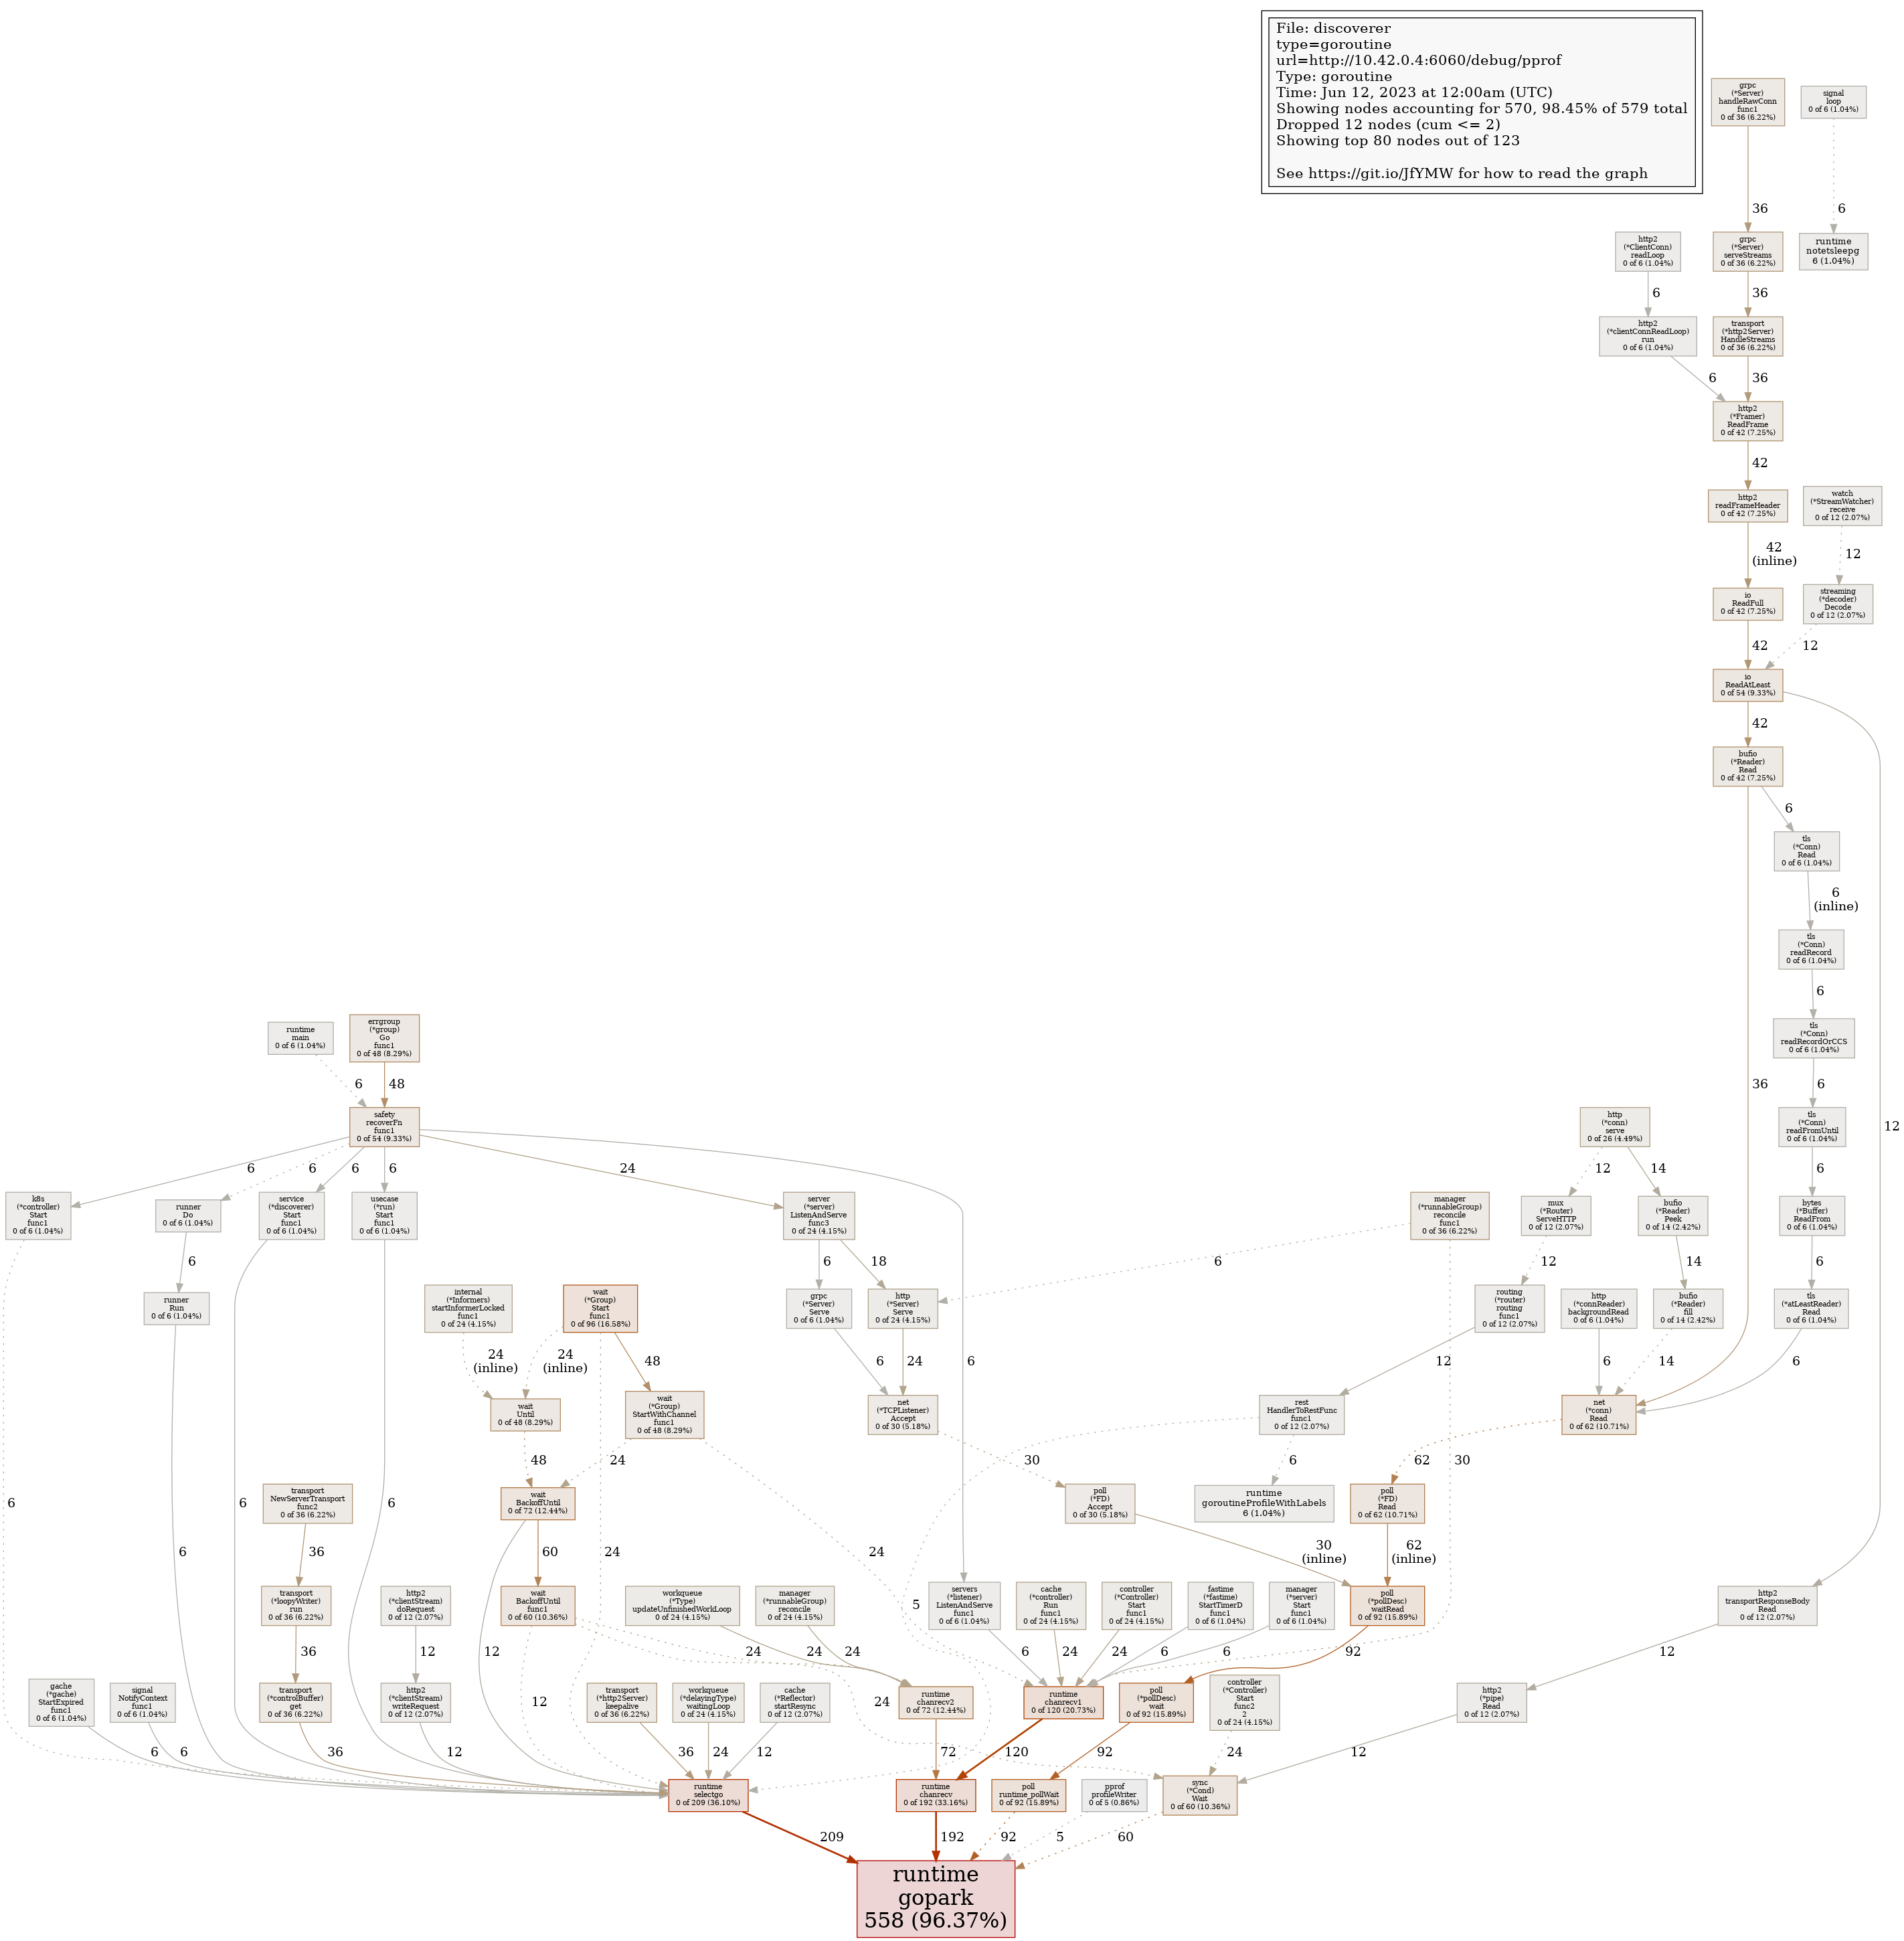 File: discoverer
type=goroutine
url=http://10.42.0.4:6060/debug/pprof
Type: goroutine
Time: Jun 12, 2023 at 12:00am (UTC)
Showing nodes accounting for 570, 98.45% of 579 total
Dropped 12 nodes (cum <= 2)
Showing top 80 nodes out of 123
See https://git.io/JfYMW for how to read the graph
grpc
(*Server)
handleRawConn
func1
0 of 36 (6.22%)
signal
loop
0 of 6 (1.04%)
36
6
http2
(*ClientConn)
readLoop
0 of 6 (1.04%)
grpc
(*Server)
serveStreams
0 of 36 (6.22%)
runtime
notetsleepg
6 (1.04%)
6
36
http2
(*clientConnReadLoop)
run
0 of 6 (1.04%)
transport
(*http2Server)
HandleStreams
0 of 36 (6.22%)
6
36
http2
(*Framer)
ReadFrame
0 of 42 (7.25%)
42
http2
readFrameHeader
0 of 42 (7.25%)
watch
(*StreamWatcher)
receive
0 of 12 (2.07%)
42
(inline)
12
io
ReadFull
0 of 42 (7.25%)
streaming
(*decoder)
Decode
0 of 12 (2.07%)
42
12
io
ReadAtLeast
0 of 54 (9.33%)
42
bufio
(*Reader)
Read
0 of 42 (7.25%)
6
tls
(*Conn)
Read
0 of 6 (1.04%)
6
(inline)
tls
(*Conn)
readRecord
0 of 6 (1.04%)
6
runtime
main
0 of 6 (1.04%)
errgroup
(*group)
Go
func1
0 of 48 (8.29%)
tls
(*Conn)
readRecordOrCCS
0 of 6 (1.04%)
6
48
36
6
safety
recoverFn
func1
0 of 54 (9.33%)
http
(*conn)
serve
0 of 26 (4.49%)
tls
(*Conn)
readFromUntil
0 of 6 (1.04%)
12
6
6
6
6
24
12
14
6
k8s
(*controller)
Start
func1
0 of 6 (1.04%)
runner
Do
0 of 6 (1.04%)
service
(*discoverer)
Start
func1
0 of 6 (1.04%)
usecase
(*run)
Start
func1
0 of 6 (1.04%)
server
(*server)
ListenAndServe
func3
0 of 24 (4.15%)
manager
(*runnableGroup)
reconcile
func1
0 of 36 (6.22%)
mux
(*Router)
ServeHTTP
0 of 12 (2.07%)
bufio
(*Reader)
Peek
0 of 14 (2.42%)
bytes
(*Buffer)
ReadFrom
0 of 6 (1.04%)
6
6
18
6
12
14
6
runner
Run
0 of 6 (1.04%)
internal
(*Informers)
startInformerLocked
func1
0 of 24 (4.15%)
wait
(*Group)
Start
func1
0 of 96 (16.58%)
grpc
(*Server)
Serve
0 of 6 (1.04%)
http
(*Server)
Serve
0 of 24 (4.15%)
routing
(*router)
routing
func1
0 of 12 (2.07%)
http
(*connReader)
backgroundRead
0 of 6 (1.04%)
bufio
(*Reader)
fill
0 of 14 (2.42%)
tls
(*atLeastReader)
Read
0 of 6 (1.04%)
24
(inline)
24
(inline)
48
6
24
6
12
6
14
6
wait
Until
0 of 48 (8.29%)
wait
(*Group)
StartWithChannel
func1
0 of 48 (8.29%)
net
(*TCPListener)
Accept
0 of 30 (5.18%)
rest
HandlerToRestFunc
func1
0 of 12 (2.07%)
net
(*conn)
Read
0 of 62 (10.71%)
48
24
30
6
30
62
6
6
6
transport
NewServerTransport
func2
0 of 36 (6.22%)
wait
BackoffUntil
0 of 72 (12.44%)
poll
(*FD)
Accept
0 of 30 (5.18%)
runtime
goroutineProfileWithLabels
6 (1.04%)
poll
(*FD)
Read
0 of 62 (10.71%)
36
6
60
24
24
30
(inline)
62
(inline)
transport
(*loopyWriter)
run
0 of 36 (6.22%)
http2
(*clientStream)
doRequest
0 of 12 (2.07%)
wait
BackoffUntil
func1
0 of 60 (10.36%)
workqueue
(*Type)
updateUnfinishedWorkLoop
0 of 24 (4.15%)
manager
(*runnableGroup)
reconcile
0 of 24 (4.15%)
5
servers
(*listener)
ListenAndServe
func1
0 of 6 (1.04%)
cache
(*controller)
Run
func1
0 of 24 (4.15%)
controller
(*Controller)
Start
func1
0 of 24 (4.15%)
fastime
(*fastime)
StartTimerD
func1
0 of 6 (1.04%)
manager
(*server)
Start
func1
0 of 6 (1.04%)
poll
(*pollDesc)
waitRead
0 of 92 (15.89%)
http2
transportResponseBody
Read
0 of 12 (2.07%)
36
12
12
24
24
24
6
24
24
6
6
92
12
gache
(*gache)
StartExpired
func1
0 of 6 (1.04%)
signal
NotifyContext
func1
0 of 6 (1.04%)
transport
(*controlBuffer)
get
0 of 36 (6.22%)
http2
(*clientStream)
writeRequest
0 of 12 (2.07%)
12
transport
(*http2Server)
keepalive
0 of 36 (6.22%)
workqueue
(*delayingType)
waitingLoop
0 of 24 (4.15%)
cache
(*Reflector)
startResync
0 of 12 (2.07%)
24
runtime
chanrecv2
0 of 72 (12.44%)
runtime
chanrecv1
0 of 120 (20.73%)
poll
(*pollDesc)
wait
0 of 92 (15.89%)
controller
(*Controller)
Start
func2
2
0 of 24 (4.15%)
http2
(*pipe)
Read
0 of 12 (2.07%)
6
6
36
12
36
24
12
72
120
92
24
12
runtime
selectgo
0 of 209 (36.10%)
runtime
chanrecv
0 of 192 (33.16%)
poll
runtime_pollWait
0 of 92 (15.89%)
pprof
profileWriter
0 of 5 (0.86%)
sync
(*Cond)
Wait
0 of 60 (10.36%)
209
192
92
5
60
runtime
gopark
558 (96.37%)